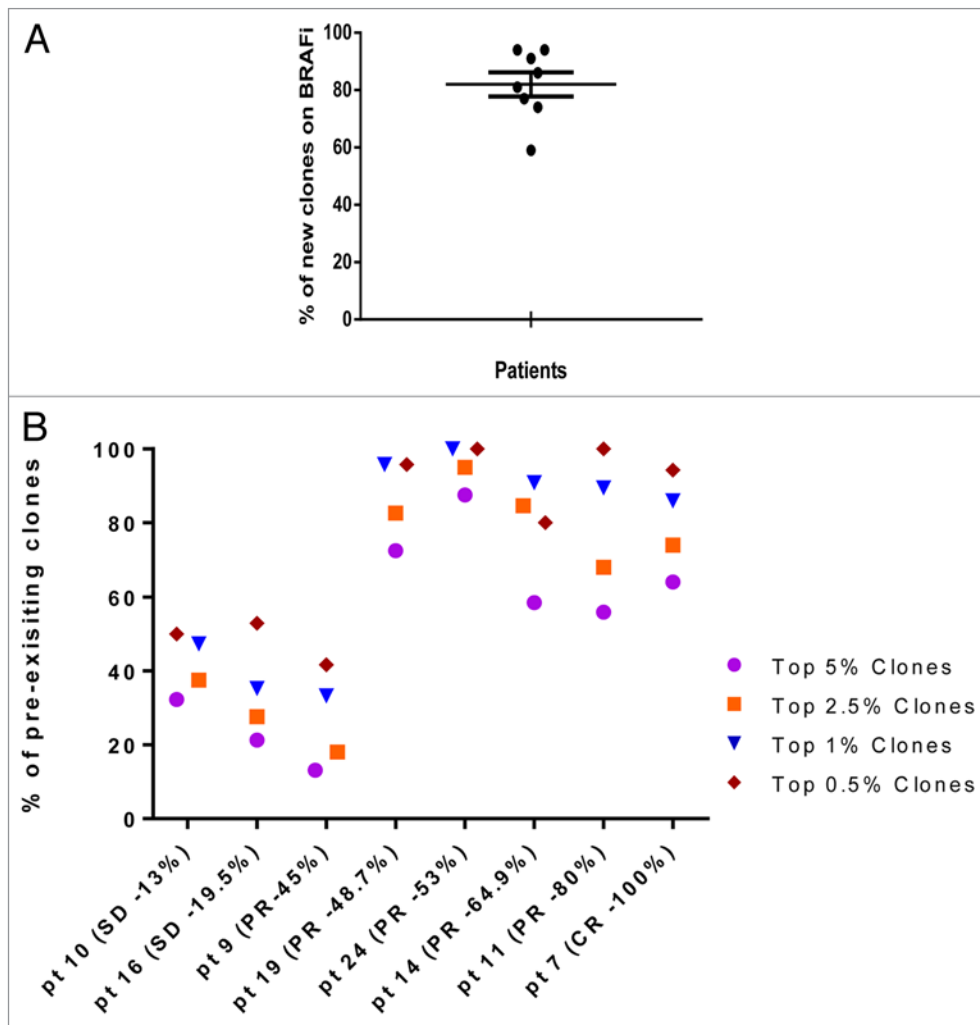 A
% of new clones on BRAFi
100
80
60
40
20
0
Patients
B
% of pre-exisiting clones
100
80
60
40
20
0
pt 10 (SD -13%)
pt 16 (SD -19.5%)
pt 9 (PR -45%)
pt 19 (PR -48.7%)
pt 24 (PR -53%)
pt 14 (PR -64.9%)
pt 11 (PR -80%)
pt 7 (CR -100%)
Top 5% Clones
Top 2.5% Clones
Top 1% Clones
Top 0.5% Clones